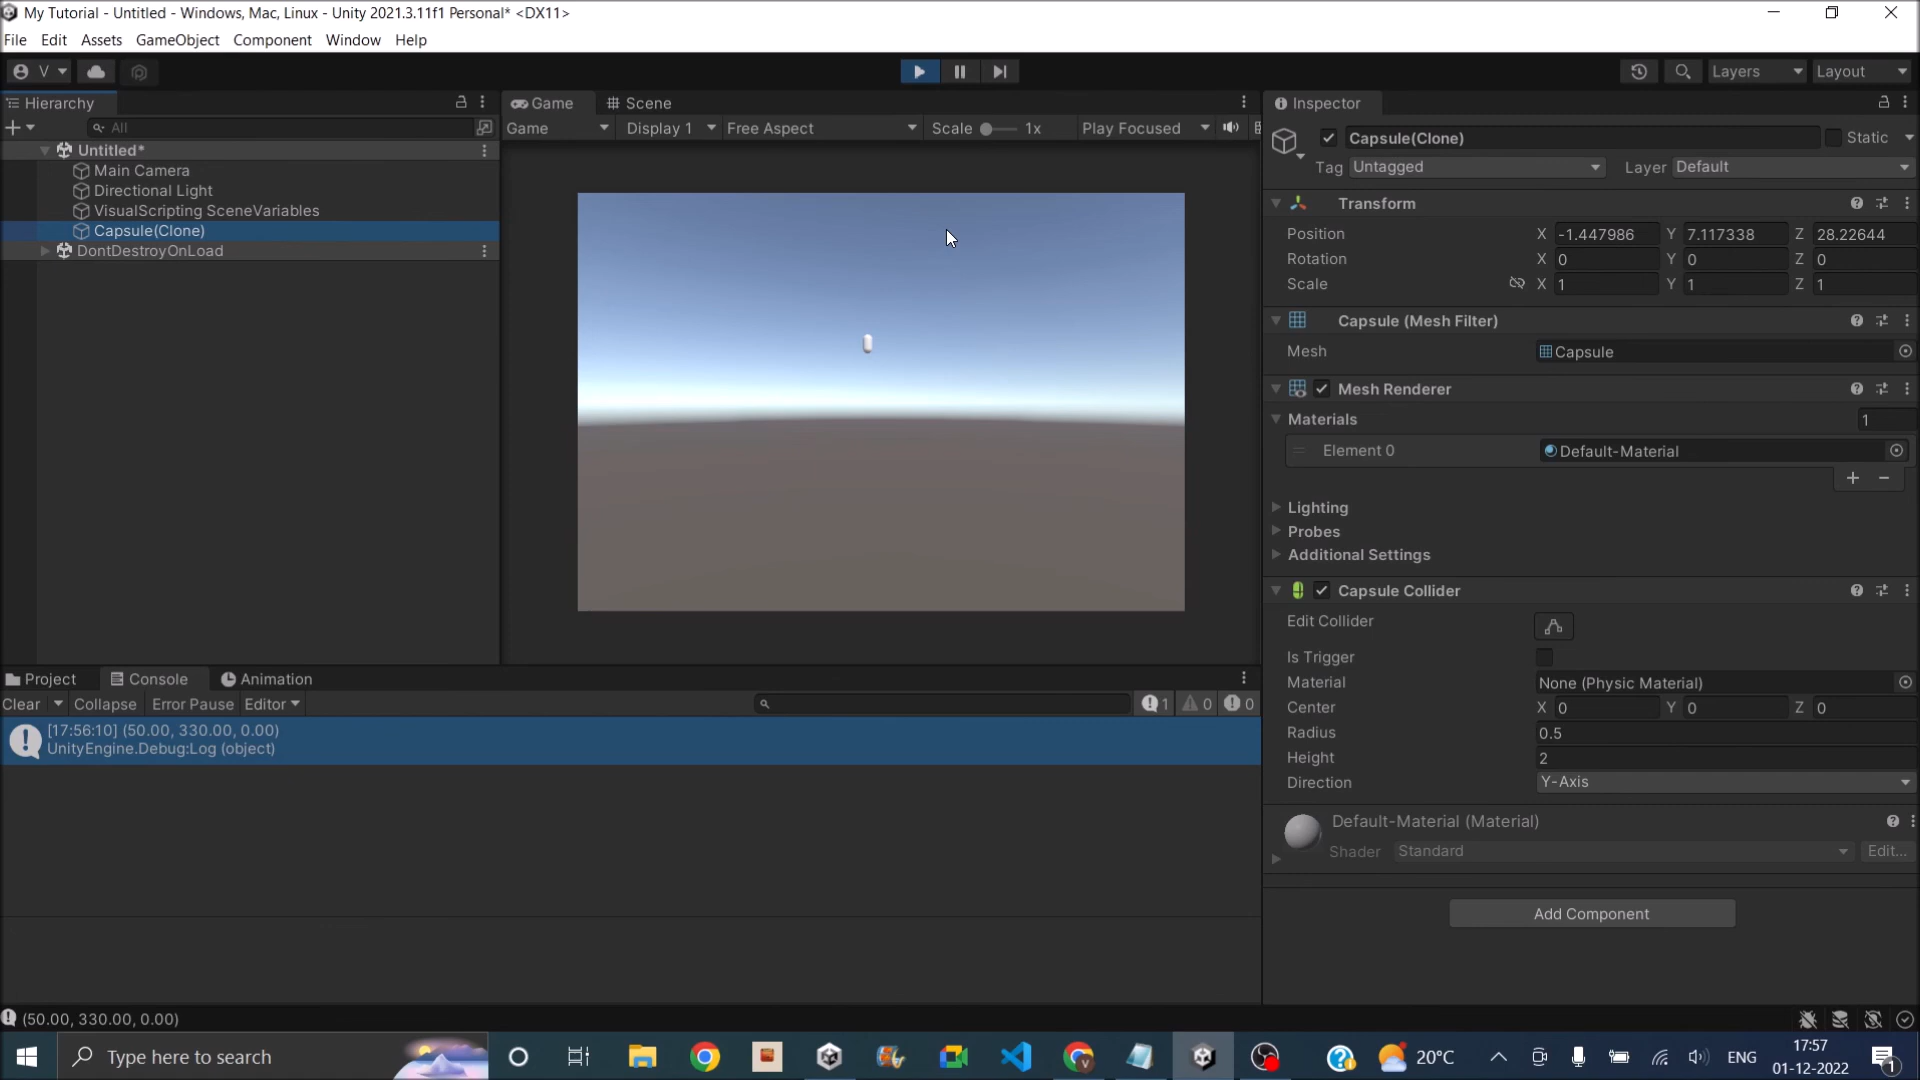 My Tutorial - Untitled - Windows, Mac, Linux - Unity 2021.3.11f1 Personal* <DX11>
File Edit Assets GameObject Component Window Help
V Layers Layout
Hierarchy
All
Untitled*
Main Camera
Directional Light
VisualScripting SceneVariables
Capsule(Clone)
DontDestroyOnLoad
Game Scene
Game Display 1 Free Aspect Scale 1x Play Focused
Inspector
Capsule(Clone) Static
Tag Untagged Layer Default
Transform
Position X -1.447986 Y 7.117338 Z 28.22644
Rotation X 0 Y 0 Z 0
Scale X 1 Y 1 Z 1
Capsule (Mesh Filter)
Mesh Capsule
Mesh Renderer
Materials 1
Element 0 Default-Material
Lighting
Probes
Additional Settings
Capsule Collider
Edit Collider
Is Trigger
Material None (Physic Material)
Center X 0 Y 0 Z 0
Radius 0.5
Height 2
Direction Y-Axis
Default-Material (Material)
Shader Standard Edit...
Add Component
Project Console Animation
Clear Collapse Error Pause Editor 1 0 0
[17:56:10] (50.00, 330.00, 0.00)
UnityEngine.Debug:Log (object)
(50.00, 330.00, 0.00)
Type here to search
20°C ENG 17:57
01-12-2022
1